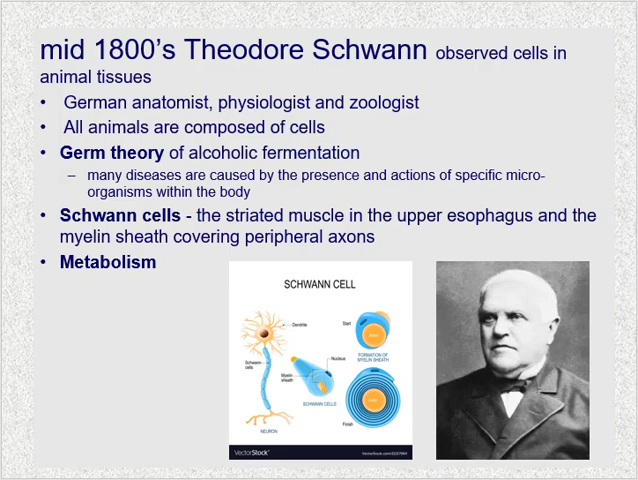 mid 1800’s Theodore Schwann observed cells in
animal tissues
• German anatomist, physiologist and zoologist
• All animals are composed of cells
• Germ theory of alcoholic fermentation
– many diseases are caused by the presence and actions of specific micro-
organisms within the body
• Schwann cells - the striated muscle in the upper esophagus and the
myelin sheath covering peripheral axons
• Metabolism
SCHWANN CELL
Dendrite
Start
Nucleus
FORMATION OF
MYELIN SHEATH
Schwann
cells
Myelin
sheath
SCHWANN CELLS
Finish
NEURON
VectorStock